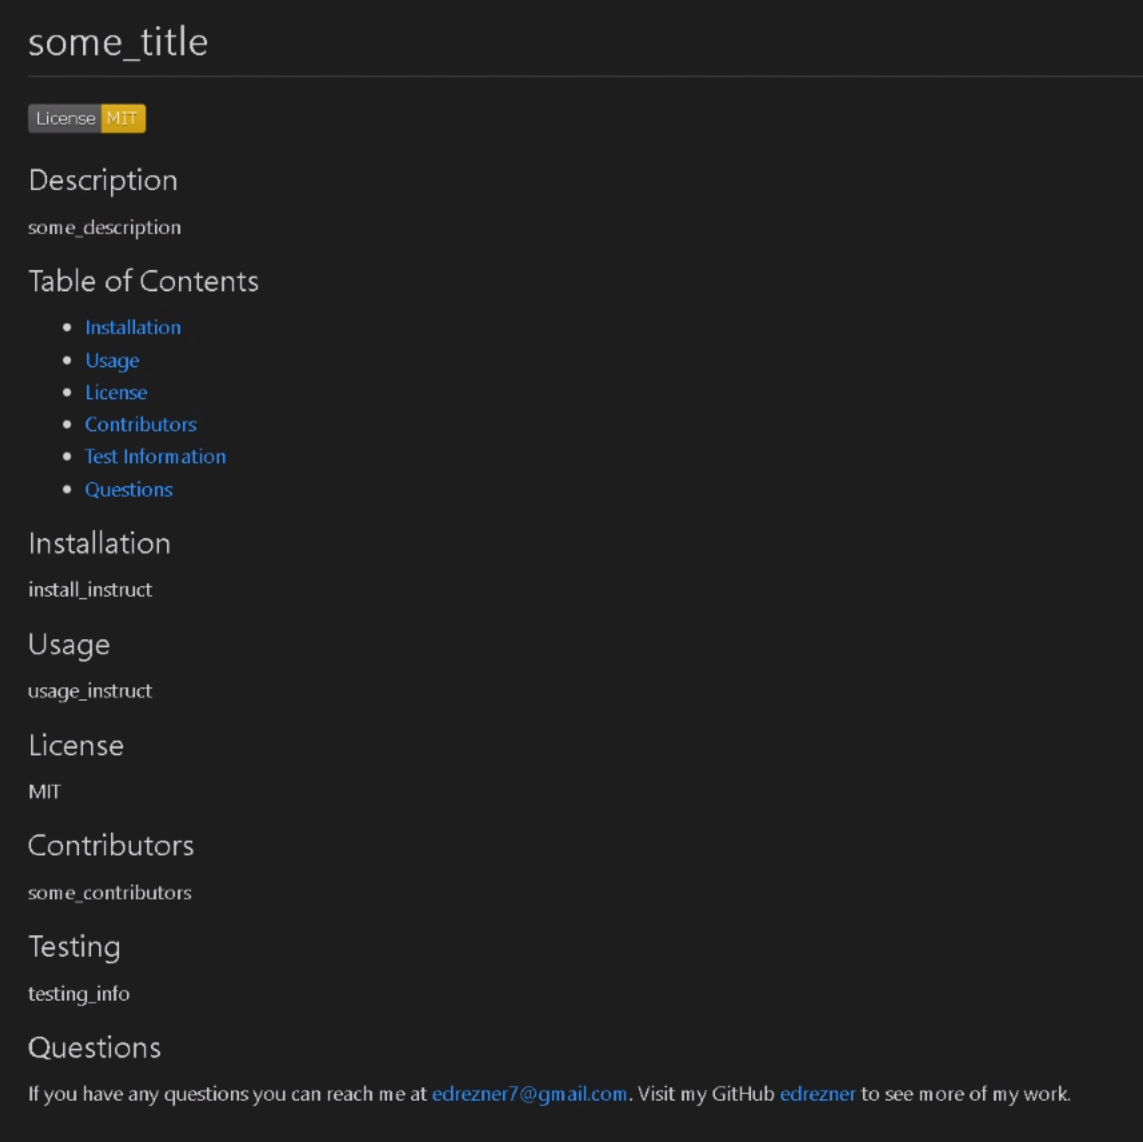 some_title
License MIT
Description
some_description
Table of Contents
Installation
Usage
License
Contributors
Test Information
Questions
Installation
install_instruct
Usage
usage_instruct
License
MIT
Contributors
some_contributors
Testing
testing_info
Questions
If you have any questions you can reach me at edrezner7@gmail.com. Visit my GitHub edrezner to see more of my work.